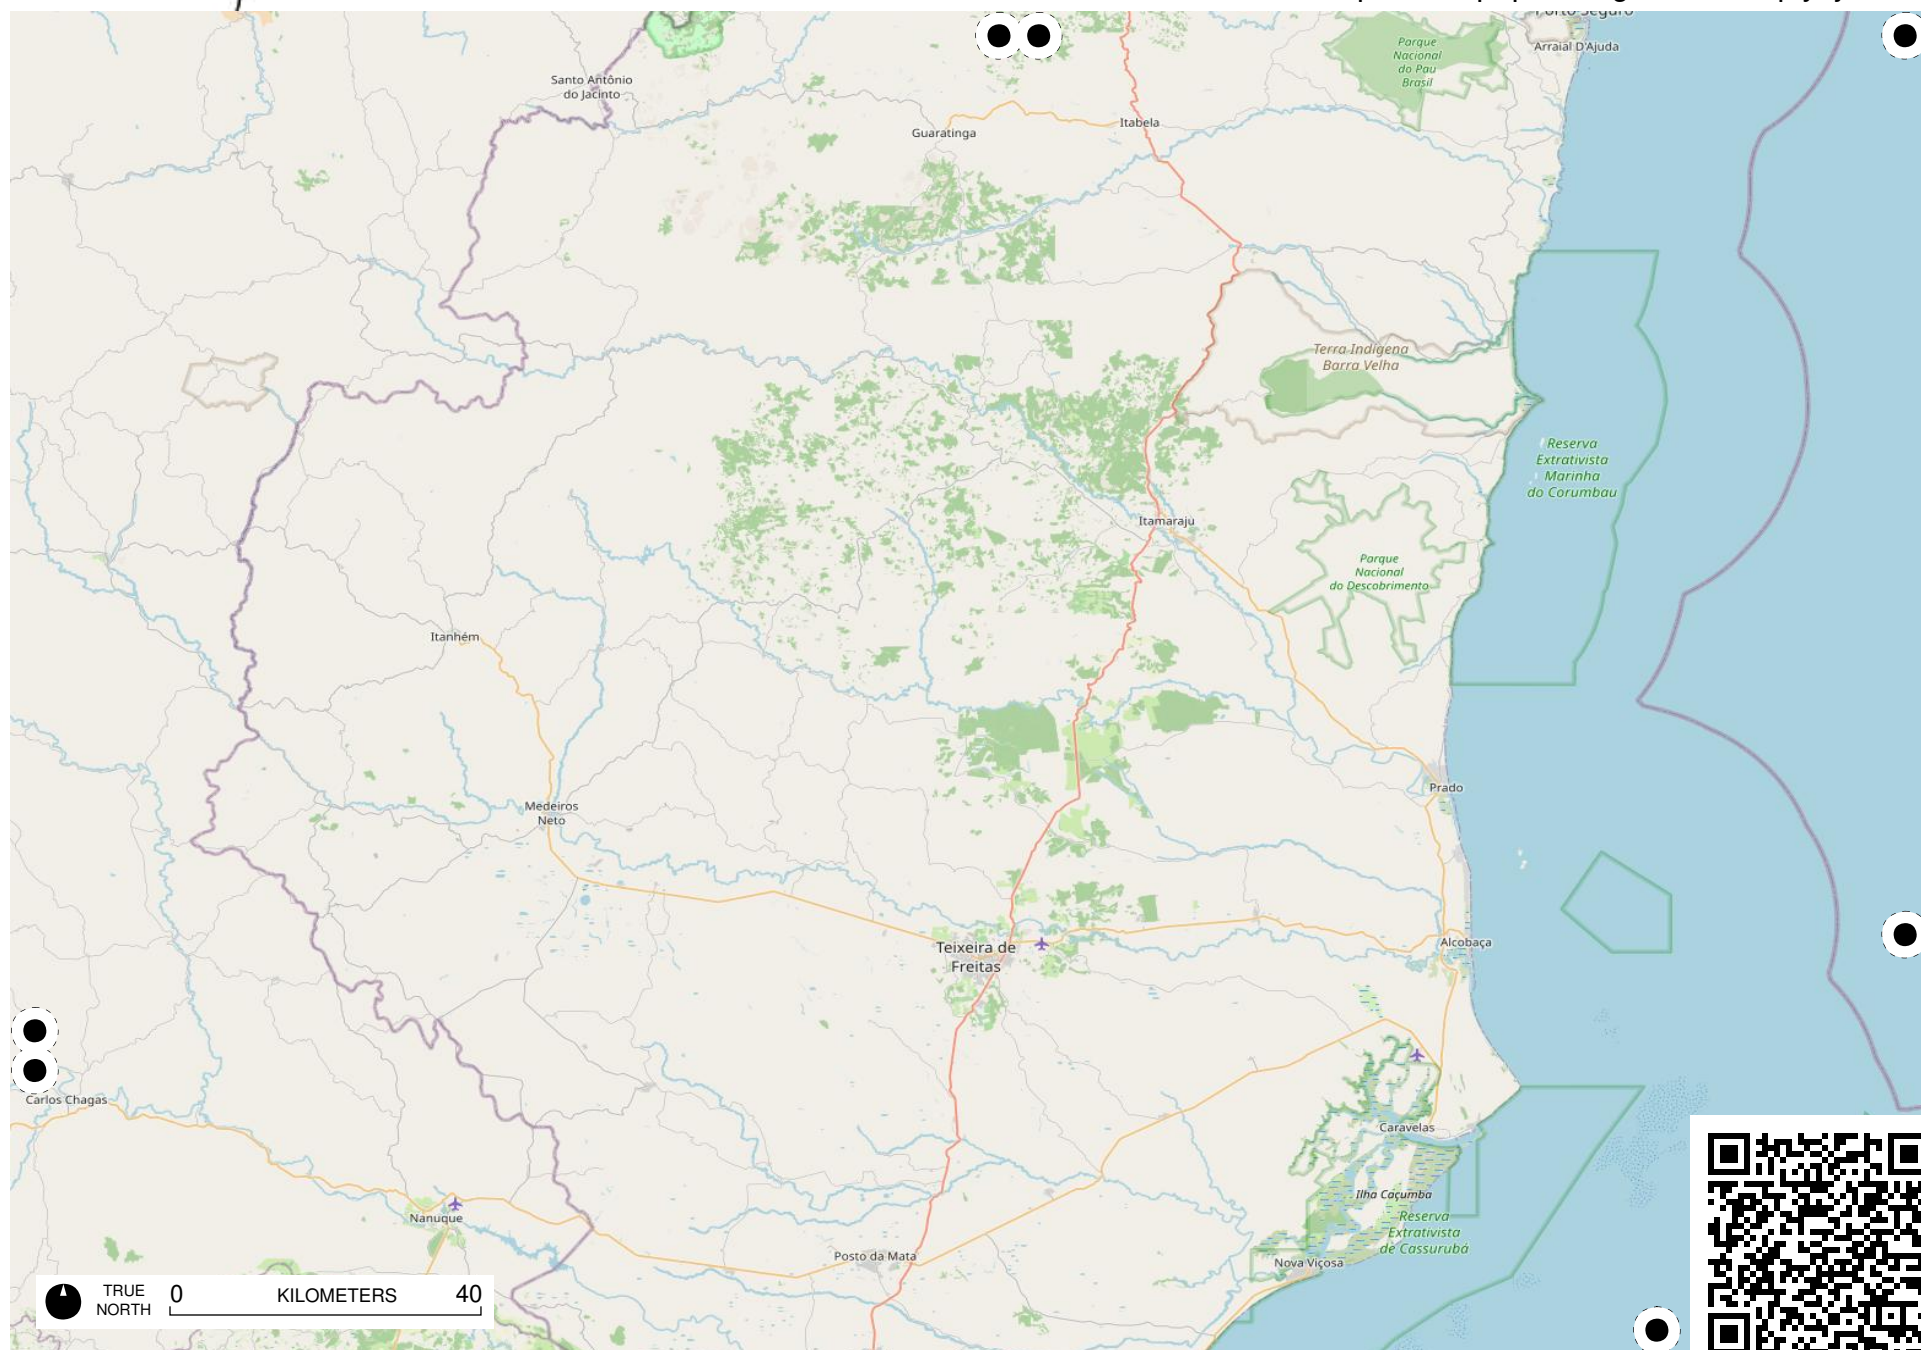 Porto Seguro
Arraial D'Ajuda
Parque
Nacional
do Pau
Brasil
Santo Antônio
do Jacinto
Guaratinga
Itabela
Terra Indígena
Barra Velha
Reserva
Extrativista
Marinha
do Corumbau
Itamaraju
Parque
Nacional
do Descobrimento
Itanhém
Prado
Medeiros
Neto
Teixeira de
Freitas
Alcobaça
Carlos Chagas
Caravelas
Ilha Caçumba
Reserva
Extrativista
de Cassurubá
Nanuque
Posto da Mata
Nova Viçosa
TRUE
NORTH
0 KILOMETERS 40